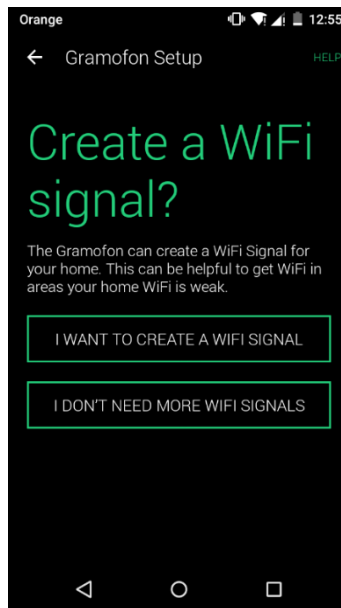 Orange 12:55
Gramofon Setup HELP
Create a WiFi
signal?
The Gramofon can create a WiFi Signal for
your home. This can be helpful to get WiFi in
areas your home WiFi is weak.
I WANT TO CREATE A WIFI SIGNAL
I DON'T NEED MORE WIFI SIGNALS